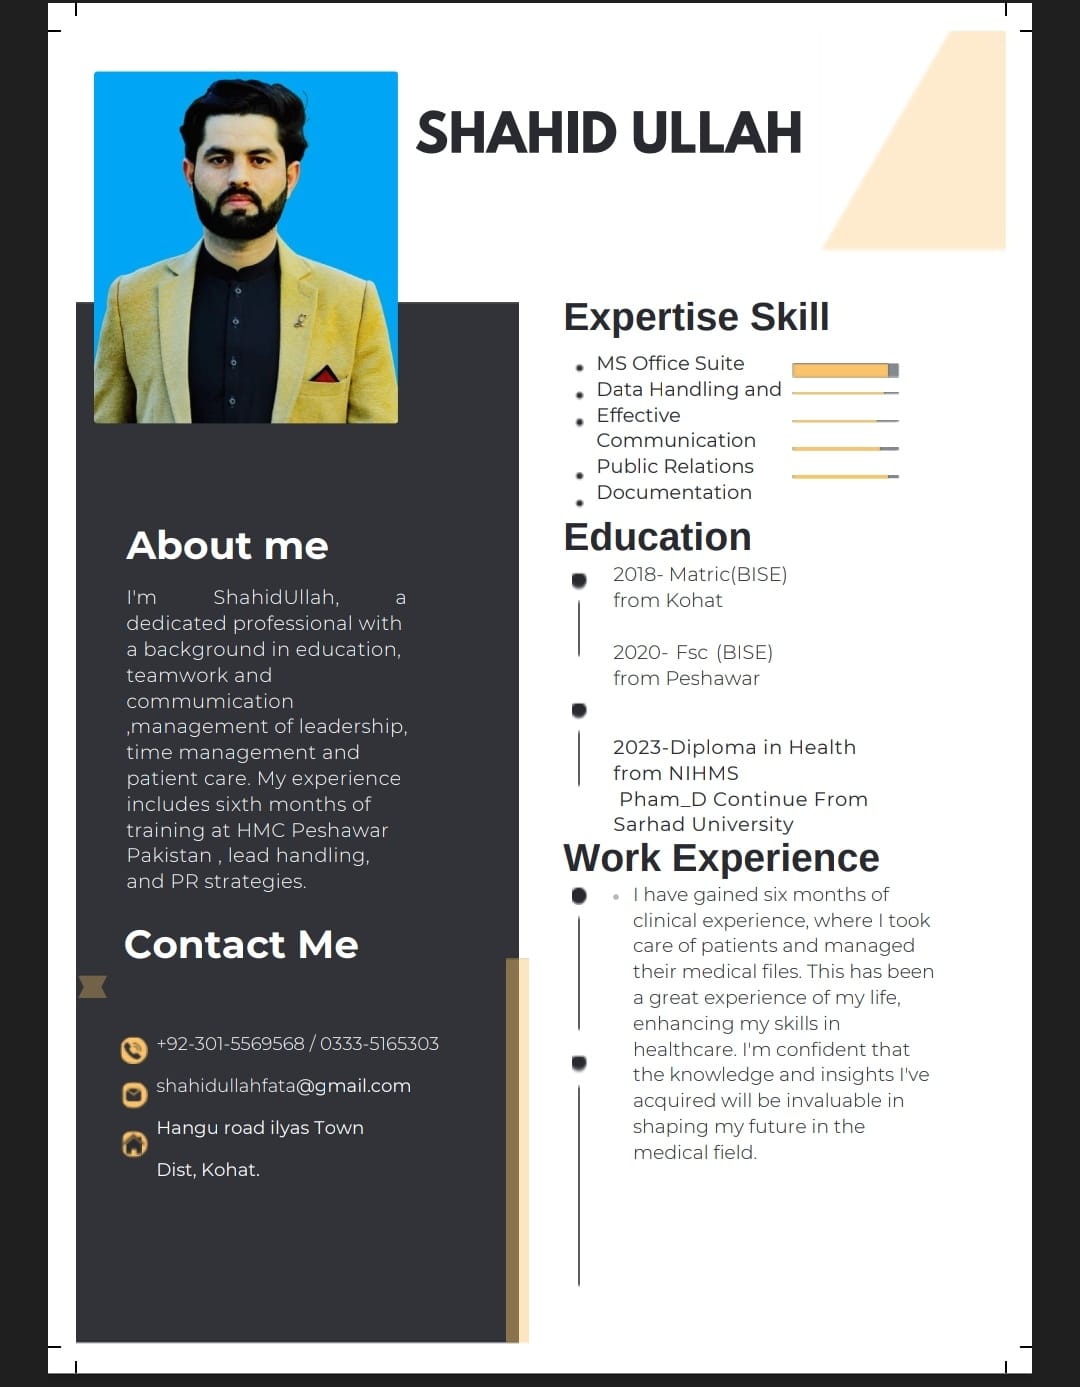 SHAHID ULLAH
About me
I'm ShahidUllah, a
dedicated professional with
a background in education,
teamwork and
commumication
,management of leadership,
time management and
patient care. My experience
includes sixth months of
training at HMC Peshawar
Pakistan , lead handling,
and PR strategies.
Contact Me
+92-301-5569568 / 0333-5165303
shahidullahfata@gmail.com
Hangu road ilyas Town
Dist, Kohat.
Expertise Skill
MS Office Suite
Data Handling and
Effective
Communication
Public Relations
Documentation
Education
2018- Matric(BISE)
from Kohat
2020- Fsc (BISE)
from Peshawar
2023-Diploma in Health
from NIHMS
Pham_D Continue From
Sarhad University
Work Experience
I have gained six months of
clinical experience, where I took
care of patients and managed
their medical files. This has been
a great experience of my life,
enhancing my skills in
healthcare. I'm confident that
the knowledge and insights I've
acquired will be invaluable in
shaping my future in the
medical field.